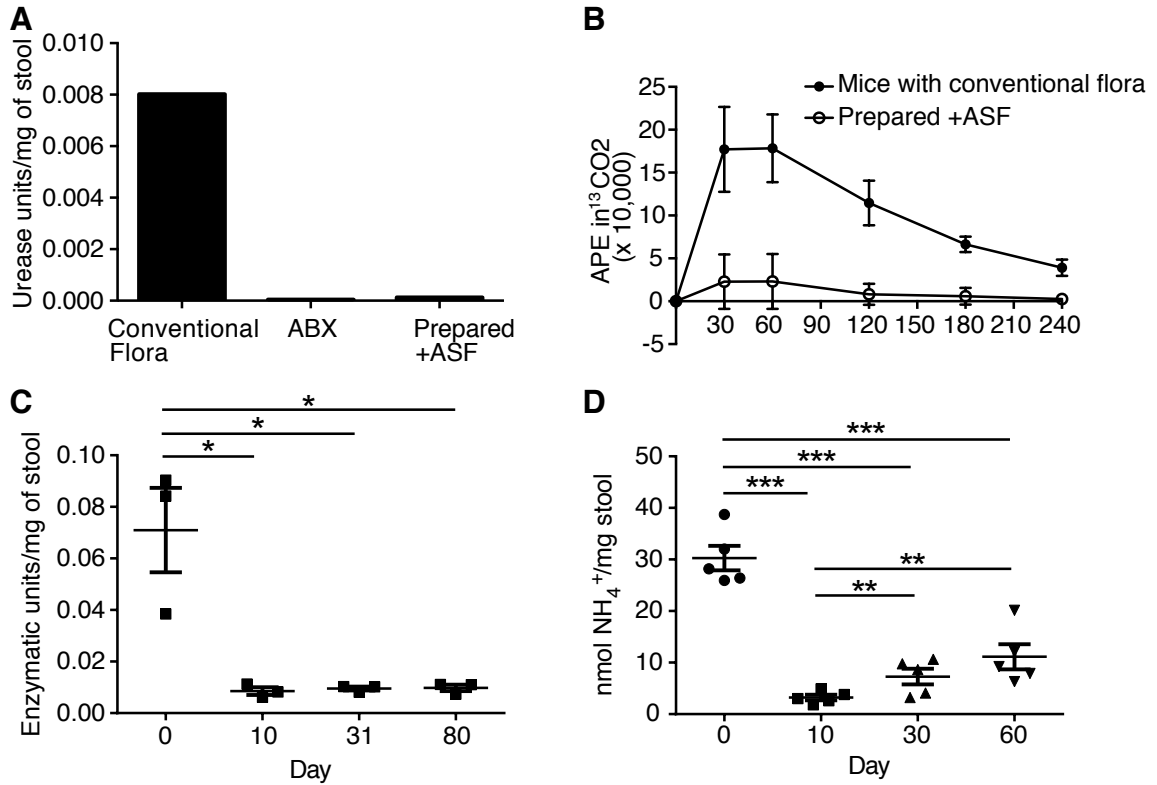 A
Urease units/mg of stool
0.010
0.008
0.006
0.004
0.002
0.000
Conventional
Flora
ABX
Prepared
+ASF
B
APE in ¹³CO2
(x 10,000)
25
20
15
10
5
0
-5
30 60 90 120 150 180 210 240
Mice with conventional flora
Prepared +ASF
C
Enzymatic units/mg of stool
0.10
0.08
0.06
0.04
0.02
0.00
*
*
*
0 10 31 80
Day
D
nmol NH₄⁺/mg stool
50
40
30
20
10
0
***
***
***
**
**
0 10 30 60
Day